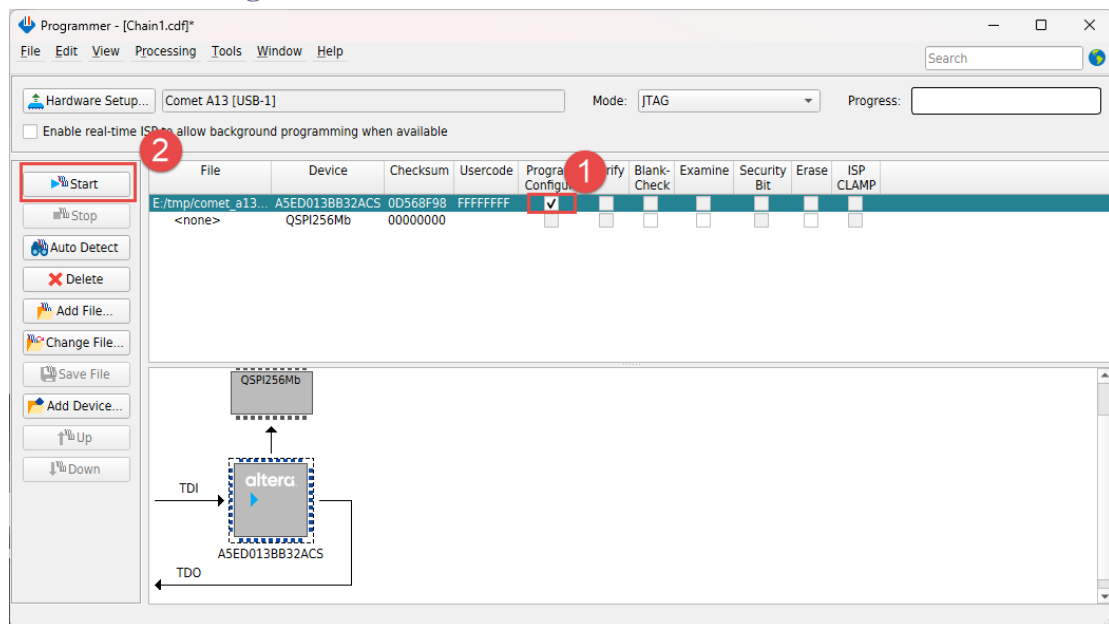 Programmer - [Chain1.cdf]*
File Edit View Processing Tools Window Help
Search
Hardware Setup... Comet A13 [USB-1] Mode: JTAG Progress:
Enable real-time ISP to allow background programming when available
2
1
File Device Checksum Usercode Configu Blank-Check Examine Security Bit Erase ISP CLAMP
Start
E:/tmp/comet_a13... A5ED013BB32ACS 0D568F98 FFFFFFFF
<none> QSPI256Mb 00000000
Stop
Auto Detect
Delete
Add File...
Change File...
Save File
Add Device...
Up
Down
QSPI256Mb
TDI
altera
A5ED013BB32ACS
TDO